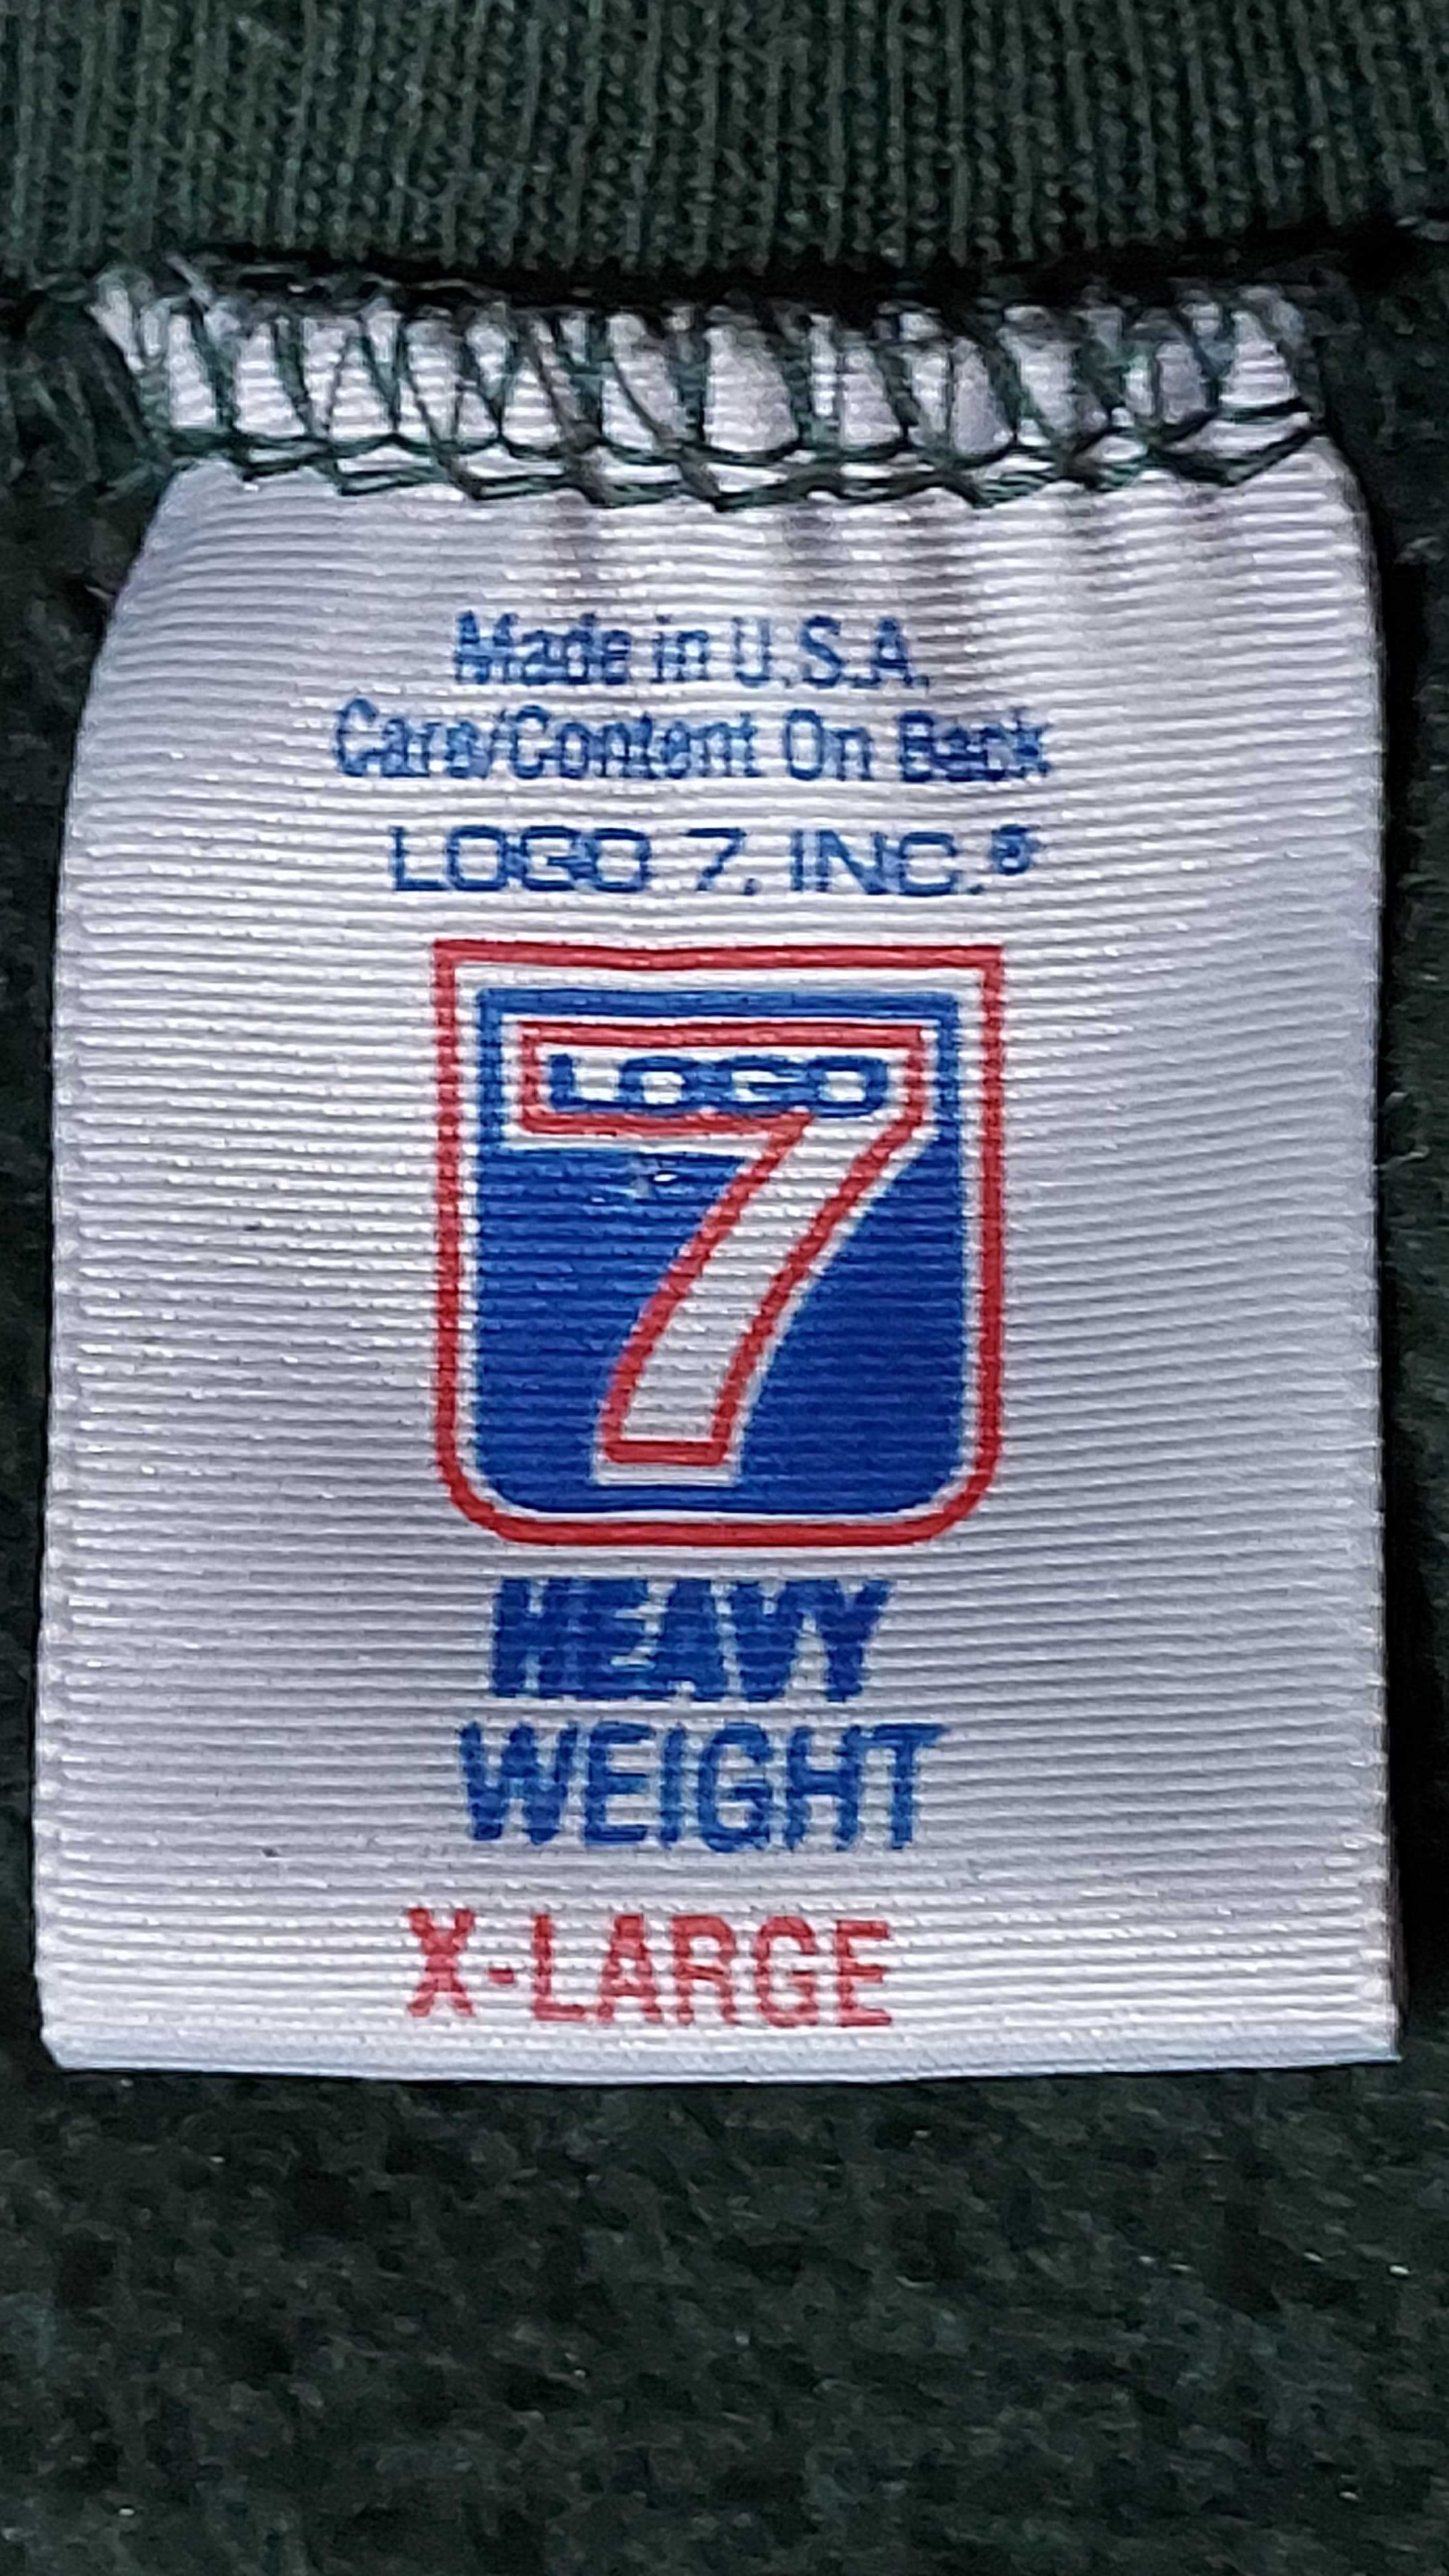 Made in U.S.A.
Care/Content On Back
LOGO 7, INC.®
LOGO
7
HEAVY
WEIGHT
X-LARGE